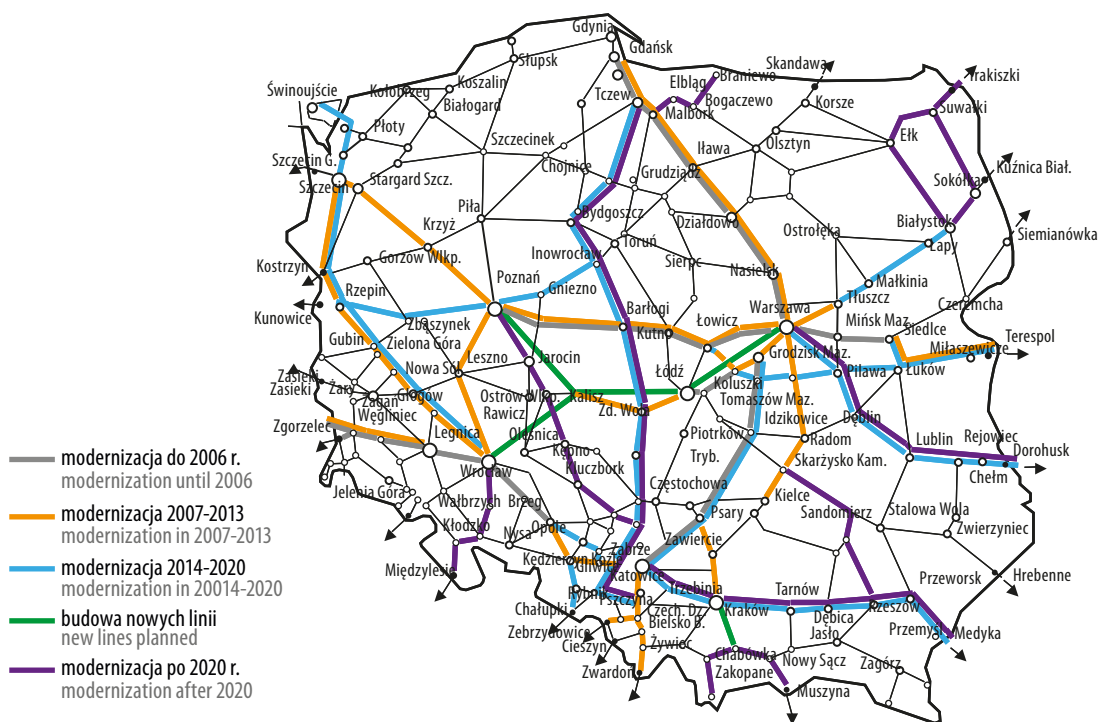 Gdynia
Gdańsk
Słupsk
Skandawa
Braniewo
Elbląg
Trakiszki
Koszalin
Kołobrzeg
Świnoujście
Tczew
Bogaczewo
Korsze
Suwałki
Białogard
Malbork
Płoty
Ełk
Szczecinek
Olsztyn
Iława
Chojnice
Szczecin G.
Grudziądz
Kuźnica Biał.
Stargard Szcz.
Sokółka
Szczecin
Piła
Bydgoszcz
Krzyż
Działdowo
Białystok
Ostrołęka
Siemianówka
Toruń
Łapy
Inowrocław
Gorzów Wlkp.
Sierpc
Kostrzyn
Nasielsk
Poznań
Małkinia
Rzepin
Gniezno
Tłuszcz
Czeremcha
Barłogi
Warszawa
Kunowice
Łowicz
Zbąszynek
Kutno
Mińsk Maz.
Siedlce
Gubin
Zielona Góra
Terespol
Miłaszewicze
Leszno
Jarocin
Grodzisk Maz.
Nowa Sól
Łódź
Pilawa
Łuków
Zasieki
Koluszki
Zasieki
Żary
Żagań
Głogów
Ostrów Wlkp.
Kalisz
Tomaszów Maz.
Węgliniec
Rawicz
Zd. Wola
Idzikowice
Dęblin
Zgorzelec
Legnica
Oleśnica
Piotrków
Tryb.
Radom
Lublin
Rejowiec
Dorohusk
Kępno
Skarżysko Kam.
Wrocław
Kluczbork
Chełm
Jelenia Góra
Częstochowa
Kielce
Wałbrzych
Brzeg
Psary
Sandomierz
Stalowa Wola
Kłodzko
Nysa
Opole
Zwierzyniec
Zawiercie
Zabrze
Kędzierzyn Koźle
Gliwice
Międzylesie
Katowice
Hrebenne
Trzebinia
Tarnów
Przeworsk
Rybnik
Pszczyna
Chałupki
Czech. Dz.
Kraków
Dębica
Rzeszów
Bielsko B.
Zebrzydowice
Przemyśl
Medyka
Cieszyn
Żywiec
Jasło
Chabówka
Nowy Sącz
Zwardoń
Zakopane
Zagórz
Muszyna
modernizacja do 2006 r.
modernization until 2006
modernizacja 2007-2013
modernization in 2007-2013
modernizacja 2014-2020
modernization in 20014-2020
budowa nowych linii
new lines planned
modernizacja po 2020 r.
modernization after 2020